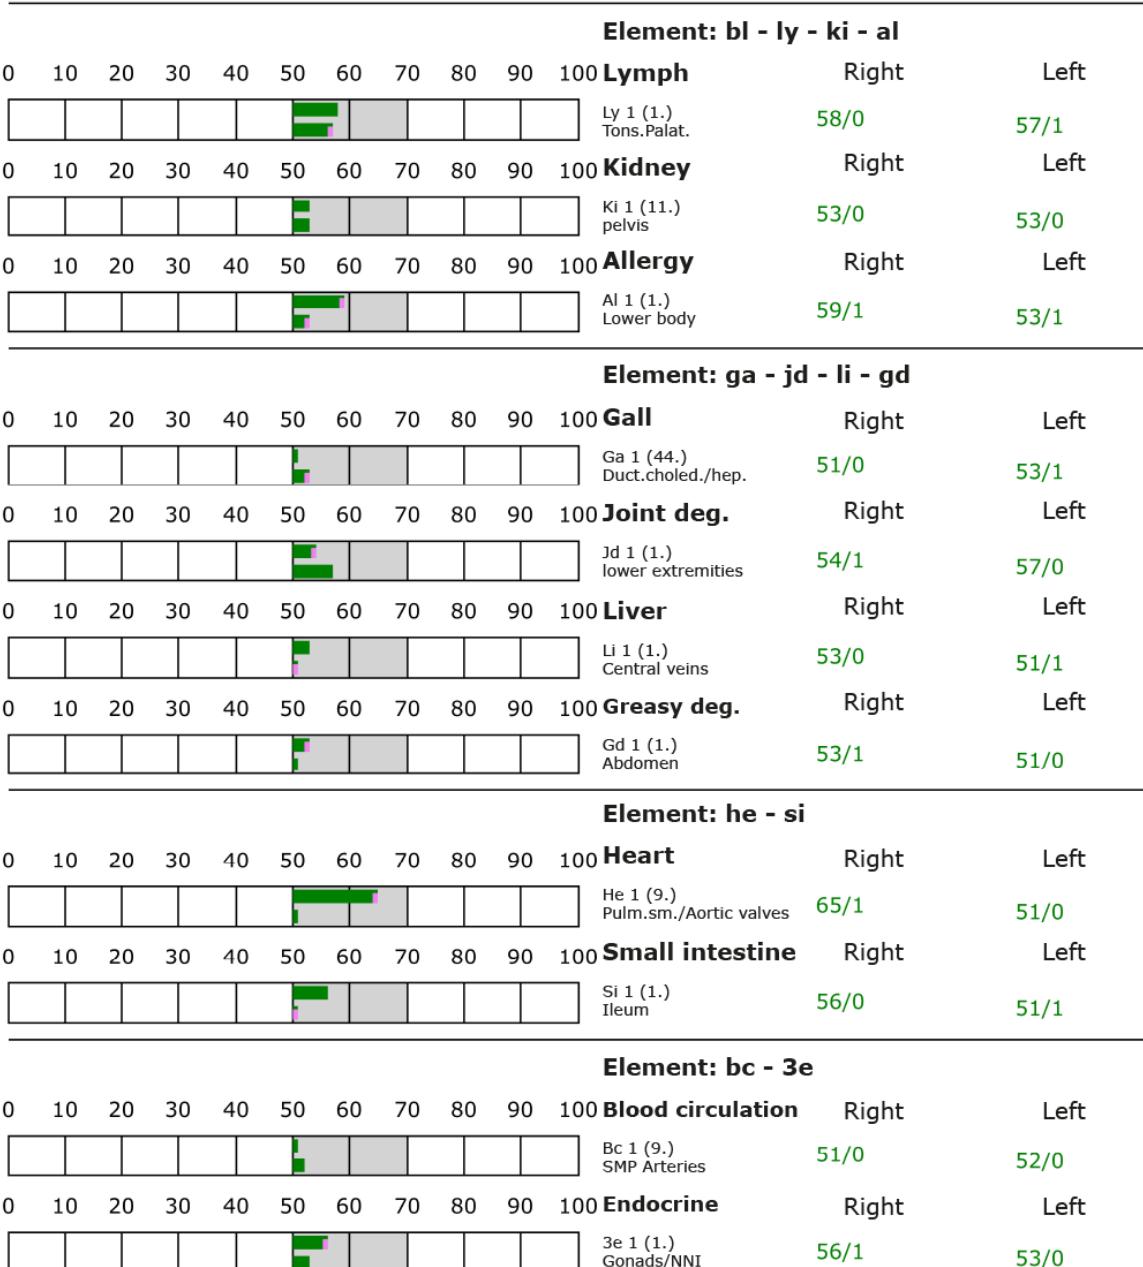 Element: bl - ly - ki - al
0 10 20 30 40 50 60 70 80 90 100 Lymph Right Left
Ly 1 (1.) 58/0 57/1
Tons.Palat.
0 10 20 30 40 50 60 70 80 90 100 Kidney Right Left
Ki 1 (11.) 53/0 53/0
pelvis
0 10 20 30 40 50 60 70 80 90 100 Allergy Right Left
Al 1 (1.) 59/1 53/1
Lower body
Element: ga - jd - li - gd
0 10 20 30 40 50 60 70 80 90 100 Gall Right Left
Ga 1 (44.) 51/0 53/1
Duct.choled./hep.
0 10 20 30 40 50 60 70 80 90 100 Joint deg. Right Left
Jd 1 (1.) 54/1 57/0
lower extremities
0 10 20 30 40 50 60 70 80 90 100 Liver Right Left
Li 1 (1.) 53/0 51/1
Central veins
0 10 20 30 40 50 60 70 80 90 100 Greasy deg. Right Left
Gd 1 (1.) 53/1 51/0
Abdomen
Element: he - si
0 10 20 30 40 50 60 70 80 90 100 Heart Right Left
He 1 (9.) 65/1 51/0
Pulm.sm./Aortic valves
0 10 20 30 40 50 60 70 80 90 100 Small intestine Right Left
Si 1 (1.) 56/0 51/1
Ileum
Element: bc - 3e
0 10 20 30 40 50 60 70 80 90 100 Blood circulation Right Left
Bc 1 (9.) 51/0 52/0
SMP Arteries
0 10 20 30 40 50 60 70 80 90 100 Endocrine Right Left
3e 1 (1.) 56/1 53/0
Gonads/NNI